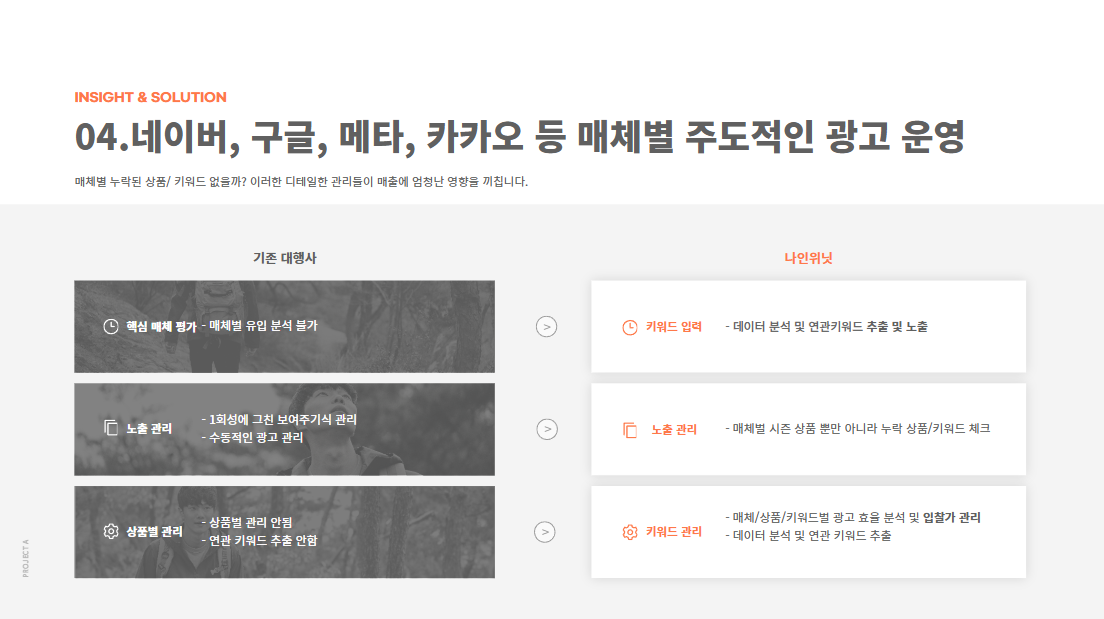 INSIGHT & SOLUTION
04.네이버, 구글, 메타, 카카오 등 매체별 주도적인 광고 운영
매체별 누락된 상품/ 키워드 없을까? 이러한 디테일한 관리들이 매출에 엄청난 영향을 끼칩니다.
기존 대행사
나인위닛
핵심 매체 평가 - 매체별 유입 분석 불가
>
키워드 입력 - 데이터 분석 및 연관키워드 추출 및 노출
노출 관리
- 1회성에 그친 보여주기식 관리
- 수동적인 광고 관리
>
노출 관리 - 매체별 시즌 상품 뿐만 아니라 누락 상품/키워드 체크
상품별 관리
- 상품별 관리 안됨
- 연관 키워드 추출 안함
>
키워드 관리
- 매체/상품/키워드별 광고 효율 분석 및 입찰가 관리
- 데이터 분석 및 연관 키워드 추출
PROJECT A